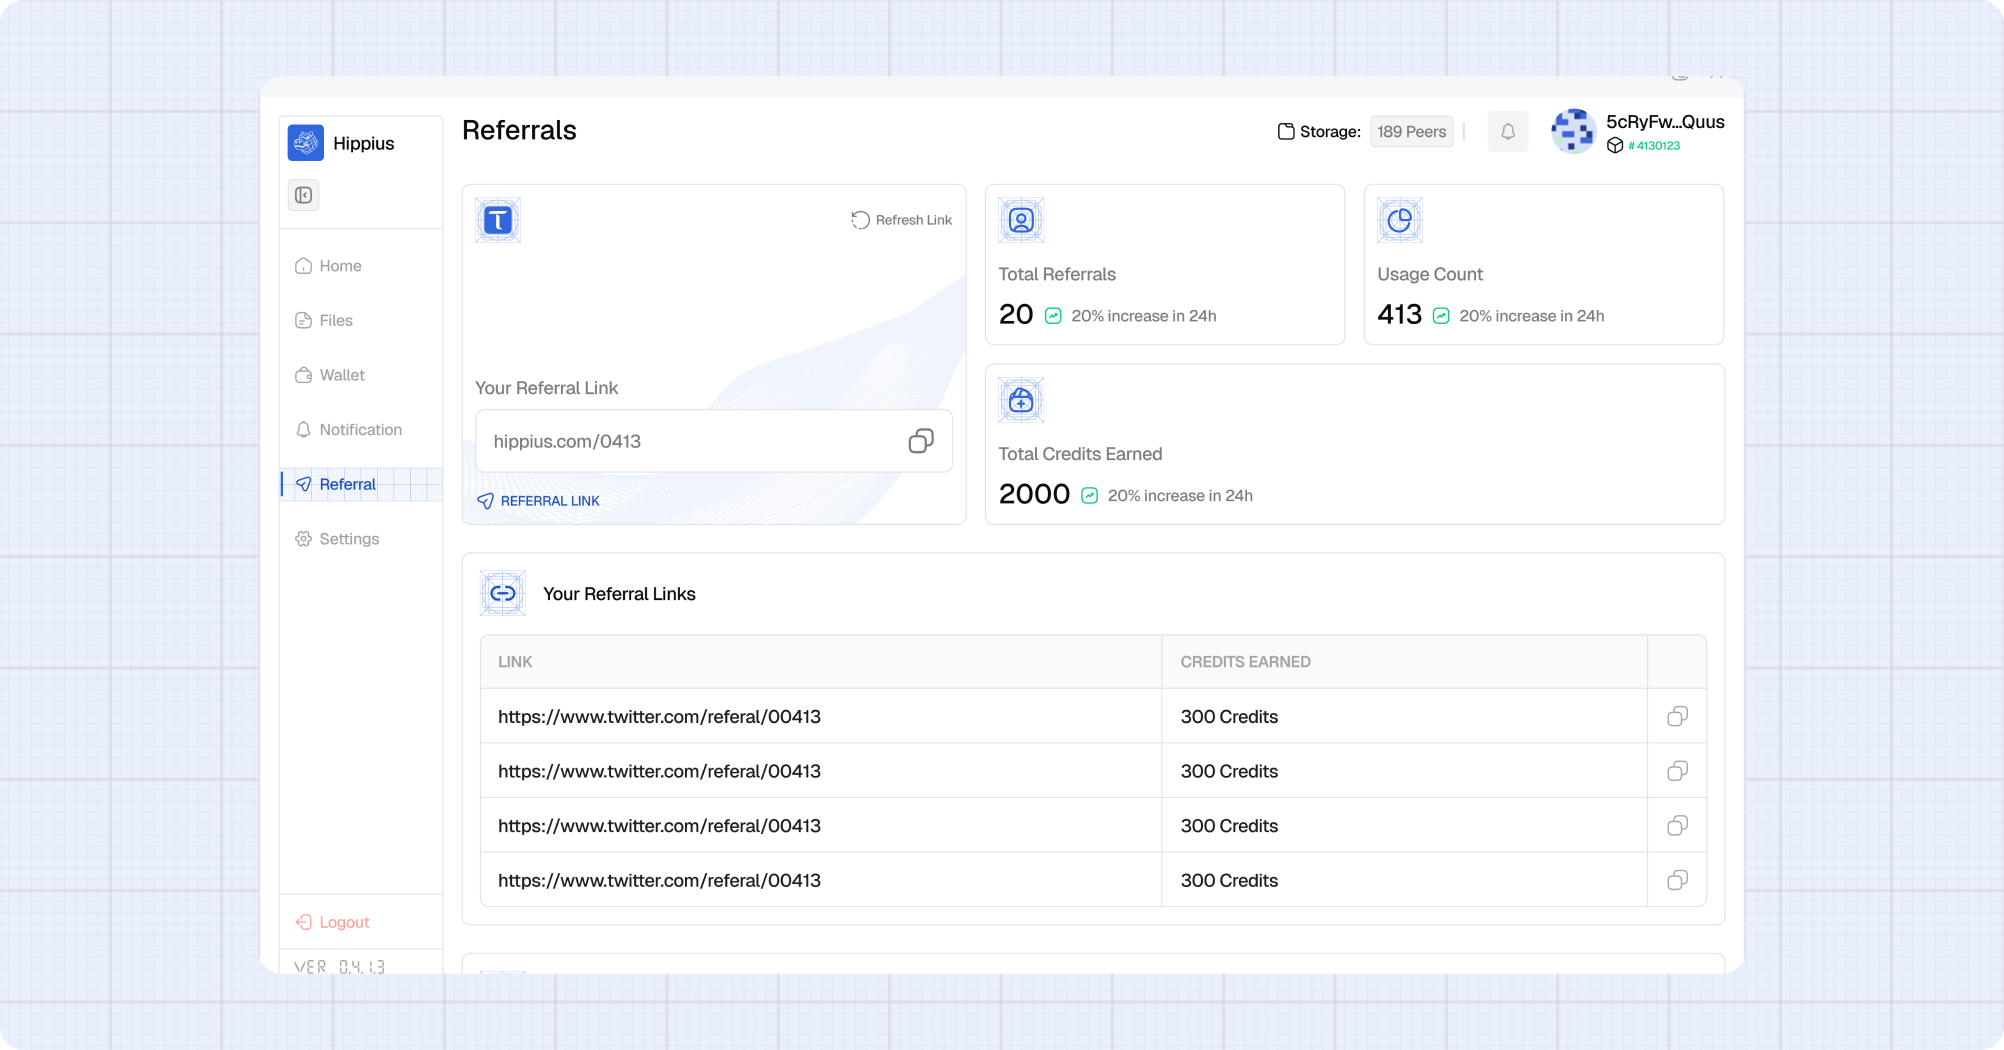 Hippius
Home
Files
Wallet
Notification
Referral
Settings
Logout
VER 0.4.1.3
Referrals
Storage: 189 Peers
5cRyFw...Quus
# 4130123
Refresh Link
Your Referral Link
hippius.com/0413
REFERRAL LINK
Total Referrals
20 20% increase in 24h
Usage Count
413 20% increase in 24h
Total Credits Earned
2000 20% increase in 24h
Your Referral Links
LINK CREDITS EARNED
https://www.twitter.com/referal/00413 300 Credits
https://www.twitter.com/referal/00413 300 Credits
https://www.twitter.com/referal/00413 300 Credits
https://www.twitter.com/referal/00413 300 Credits